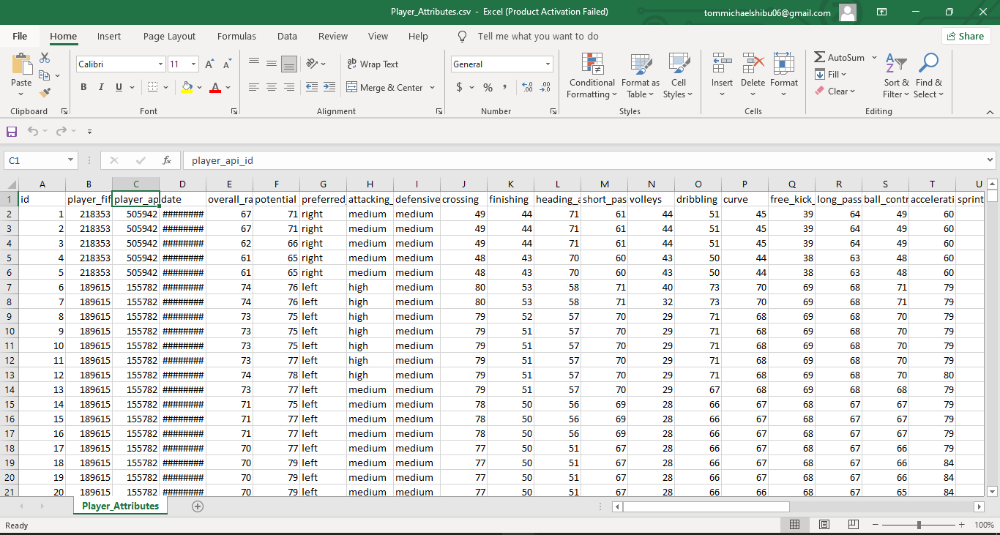 Player_Attributes.csv - Excel (Product Activation Failed) tommichaelshibu06@gmail.com
File Home Insert Page Layout Formulas Data Review View Help Tell me what you want to do Share
Calibri 11 Wrap Text General AutoSum
Paste B I U Merge & Center $ % , Conditional Formatting Format as Table Cell Styles Insert Delete Format Fill Clear Sort & Filter Find & Select
Clipboard Font Alignment Number Styles Cells Editing
C1 fx player_api_id
A B C D E F G H I J K L M N O P Q R S T U
1 id player_fif player_ap date overall_ra potential preferred_ attacking_ defensive crossing finishing heading_a short_pas volleys dribbling curve free_kick_ long_pass ball_contr accelerati sprint
2 1 218353 505942 ######## 67 71 right medium medium 49 44 71 61 44 51 45 39 64 49 60
3 2 218353 505942 ######## 67 71 right medium medium 49 44 71 61 44 51 45 39 64 49 60
4 3 218353 505942 ######## 62 66 right medium medium 49 44 71 61 44 51 45 39 64 49 60
5 4 218353 505942 ######## 61 65 right medium medium 48 43 70 60 43 50 44 38 63 48 60
6 5 218353 505942 ######## 61 65 right medium medium 48 43 70 60 43 50 44 38 63 48 60
7 6 189615 155782 ######## 74 76 left high medium 80 53 58 71 40 73 70 69 68 71 79
8 7 189615 155782 ######## 74 76 left high medium 80 53 58 71 32 73 70 69 68 71 79
9 8 189615 155782 ######## 73 75 left high medium 79 52 57 70 29 71 68 69 68 70 79
10 9 189615 155782 ######## 73 75 left high medium 79 51 57 70 29 71 68 69 68 70 79
11 10 189615 155782 ######## 73 75 left high medium 79 51 57 70 29 71 68 69 68 70 79
12 11 189615 155782 ######## 73 77 left high medium 79 51 57 70 29 71 68 69 68 70 79
13 12 189615 155782 ######## 74 78 left high medium 79 51 57 70 29 71 68 69 68 70 80
14 13 189615 155782 ######## 73 77 left medium medium 79 51 57 70 29 67 68 69 68 68 79
15 14 189615 155782 ######## 71 75 left medium medium 78 50 56 69 28 66 67 68 67 67 79
16 15 189615 155782 ######## 71 77 left medium medium 78 50 56 69 28 66 67 68 67 67 79
17 16 189615 155782 ######## 71 77 left medium medium 78 50 56 69 28 66 67 68 67 67 79
18 17 189615 155782 ######## 70 77 left medium medium 77 50 51 67 28 66 67 68 67 66 79
19 18 189615 155782 ######## 70 79 left medium medium 77 50 51 67 28 66 67 68 67 66 84
20 19 189615 155782 ######## 70 79 left medium medium 77 50 51 67 28 66 67 68 67 66 84
21 20 189615 155782 ######## 70 79 left medium medium 77 50 51 67 28 66 66 68 67 65 84
Player_Attributes
Ready 100%